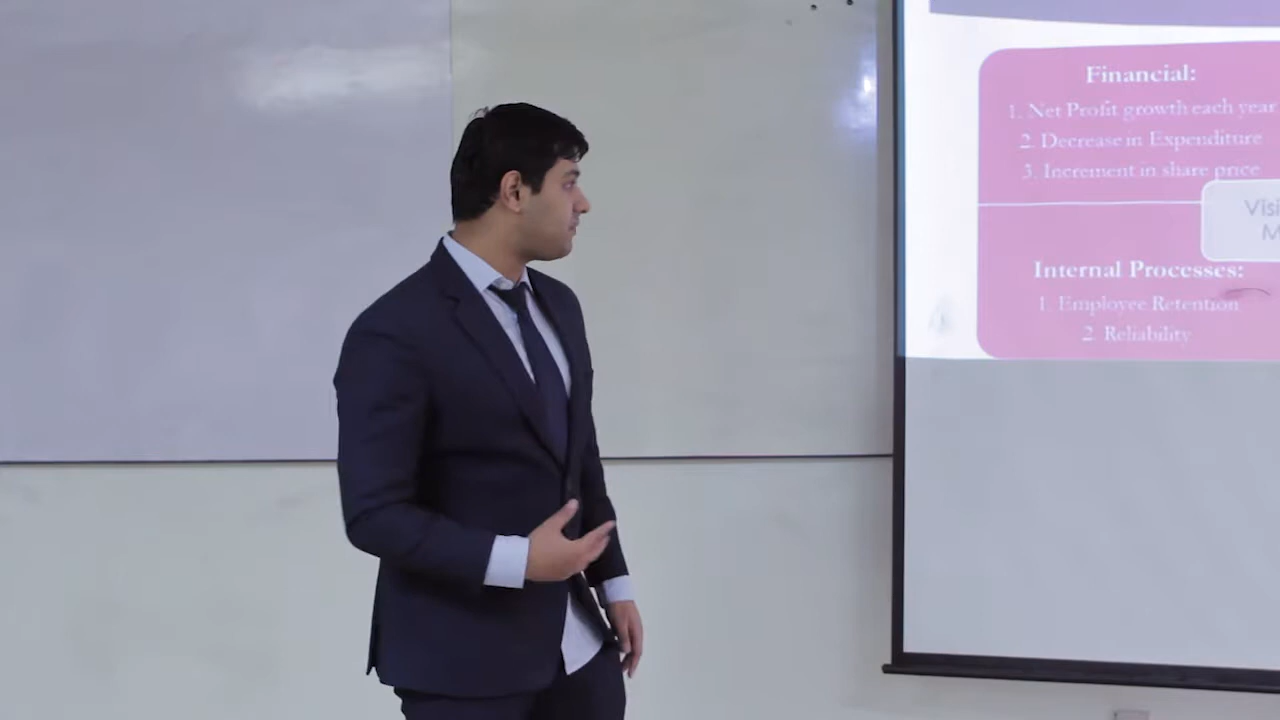 Financial:
1. Net Profit growth each year
2. Decrease in Expenditure
3. Increment in share price
Visi
M
Internal Processes:
1. Employee Retention
2. Reliability